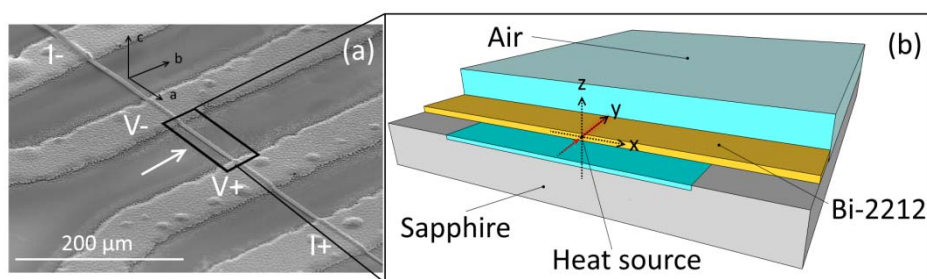 (a)
c
b
a
I-
V-
V+
I+
200 µm
(b)
Air
z
y
x
Bi-2212
Sapphire
Heat source